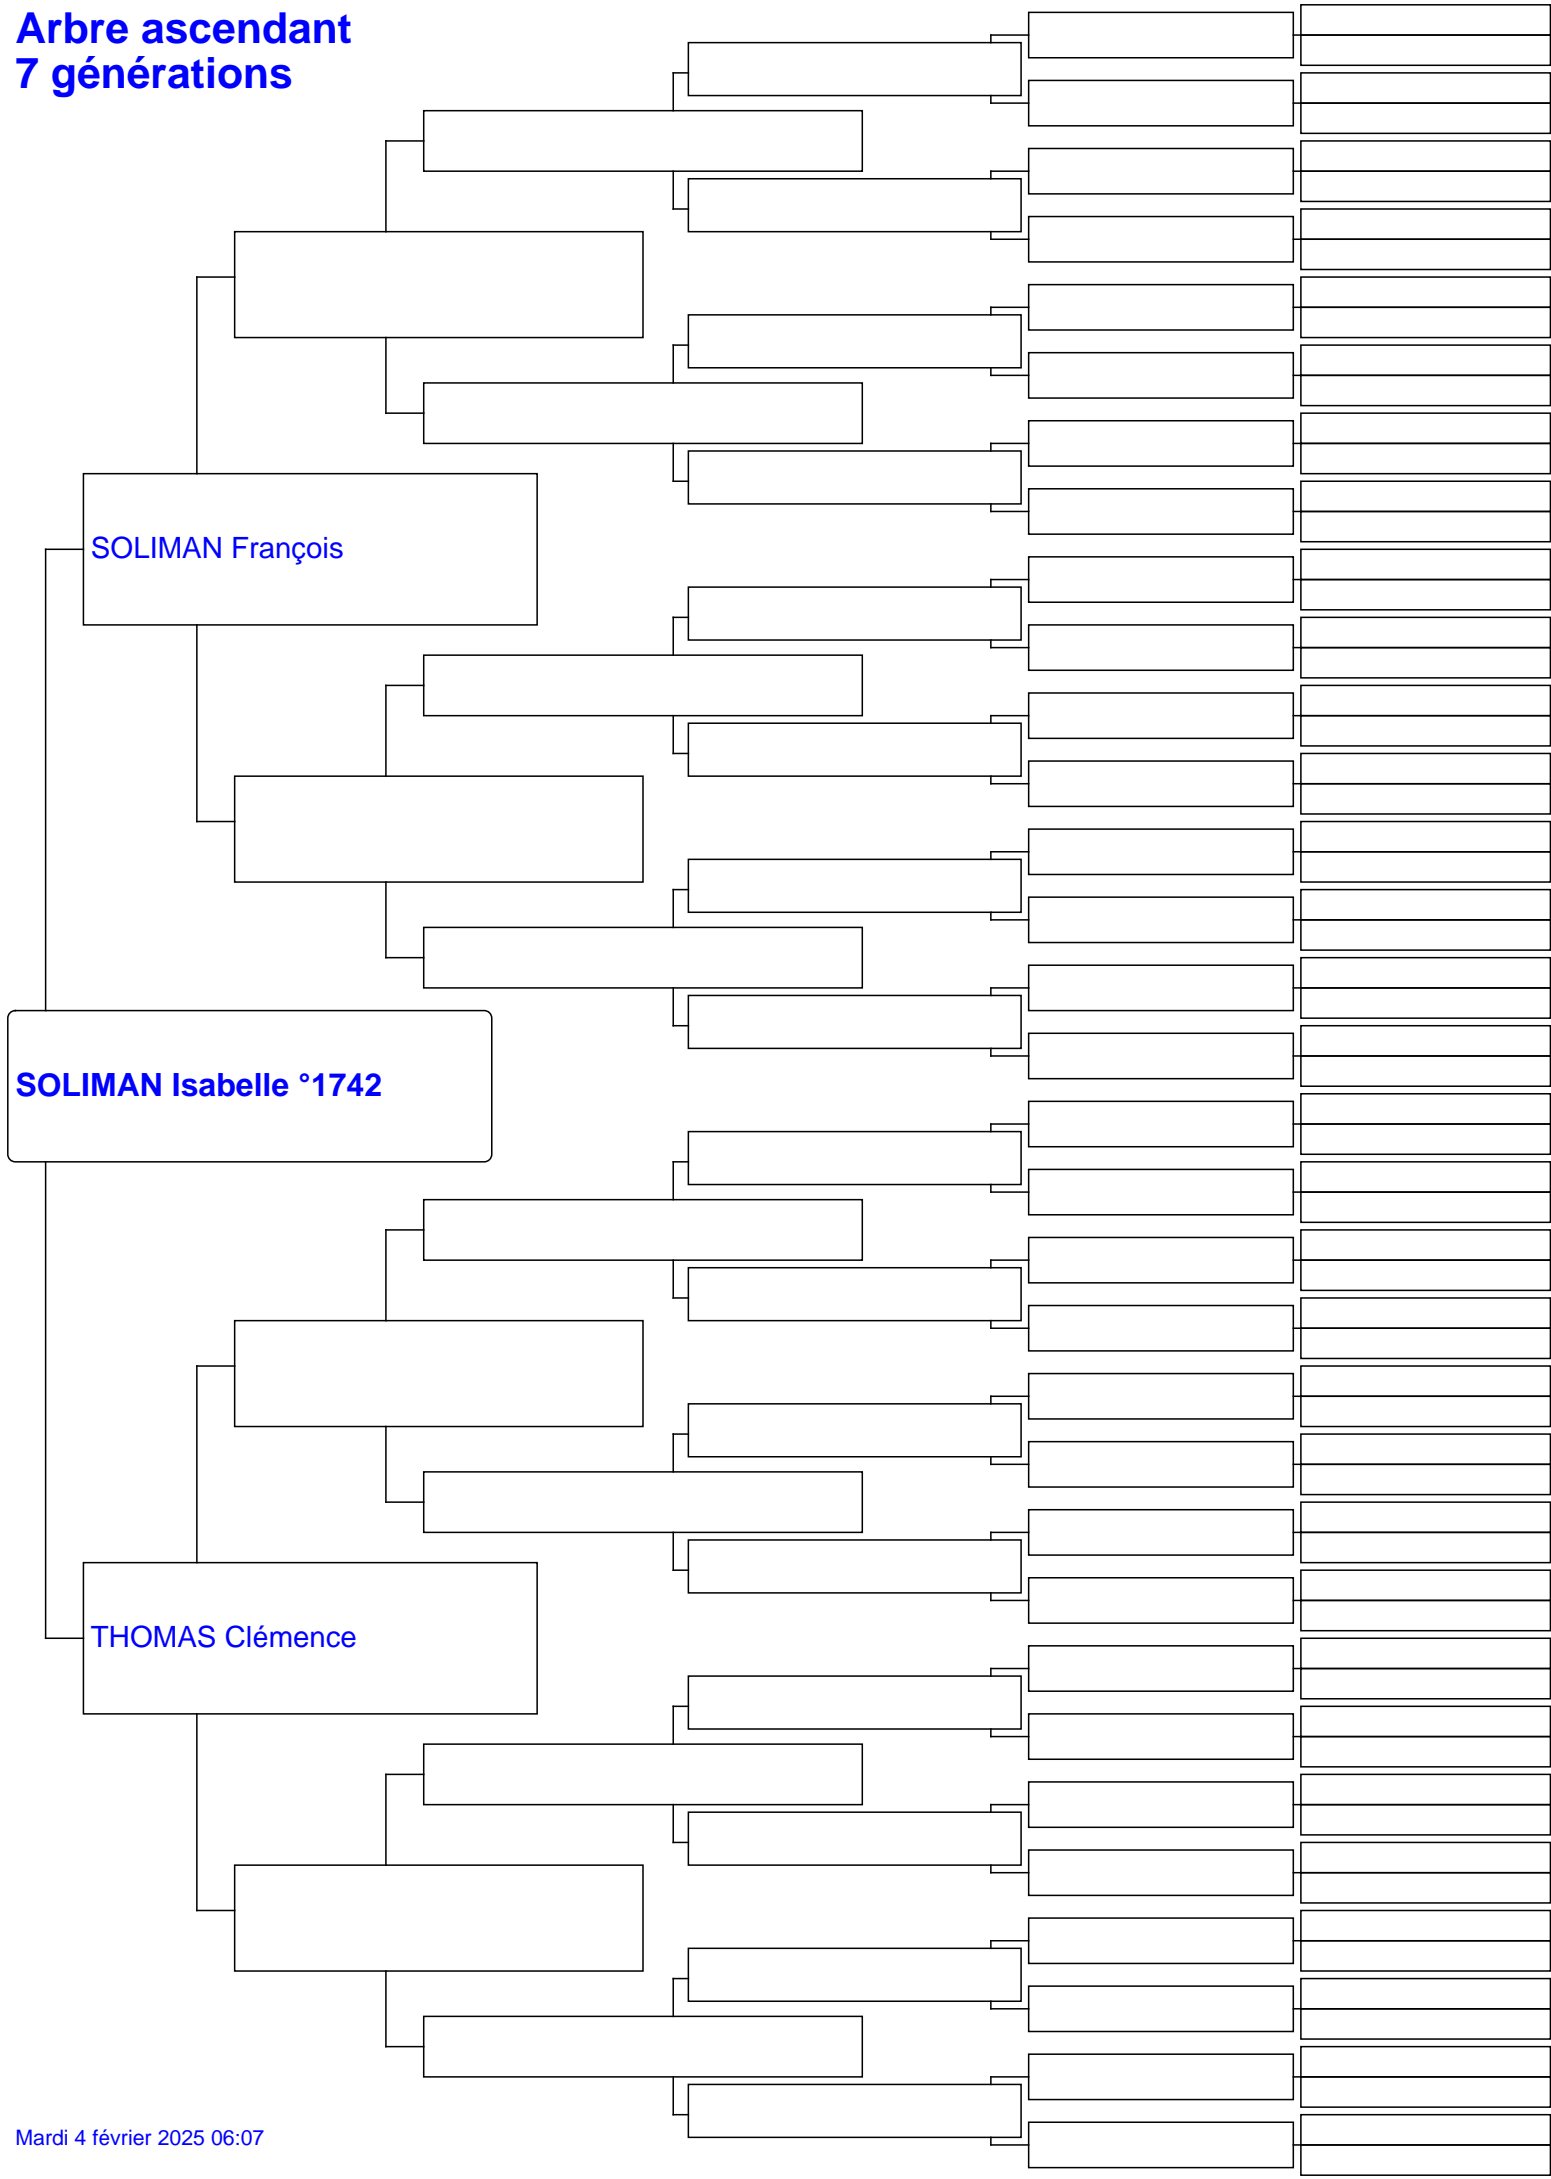 Arbre ascendant
7 générations
SOLIMAN François
SOLIMAN Isabelle °1742
THOMAS Clémence
Mardi 4 février 2025 06:07